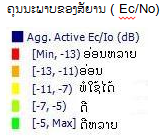 ຄຸນນະພາບຂອງສັນຍານ ( Ec/No)
Agg. Active Ec/Io (dB)
[Min, -13) ອ່ອນຫລາຍ
[-13, -11) ອ່ອນ
[-11, -7) ພໍໃຊ້ໄດ້
[-7, -5) ດີ
[-5, Max] ດີຫລາຍ